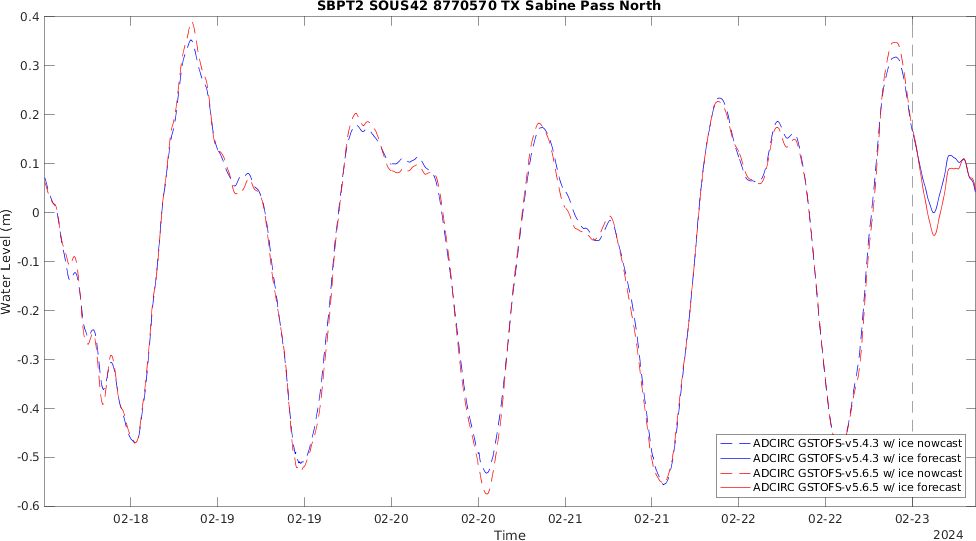 SBPT2 SOUS42 8770570 TX Sabine Pass North
0.4
0.3
0.2
0.1
0
-0.1
-0.2
-0.3
-0.4
-0.5
-0.6
Water Level (m)
ADCIRC GSTOFS-v5.4.3 w/ ice nowcast
ADCIRC GSTOFS-v5.4.3 w/ ice forecast
ADCIRC GSTOFS-v5.6.5 w/ ice nowcast
ADCIRC GSTOFS-v5.6.5 w/ ice forecast
02-18 02-19 02-19 02-20 02-20 02-21 02-21 02-22 02-22 02-23
Time
2024